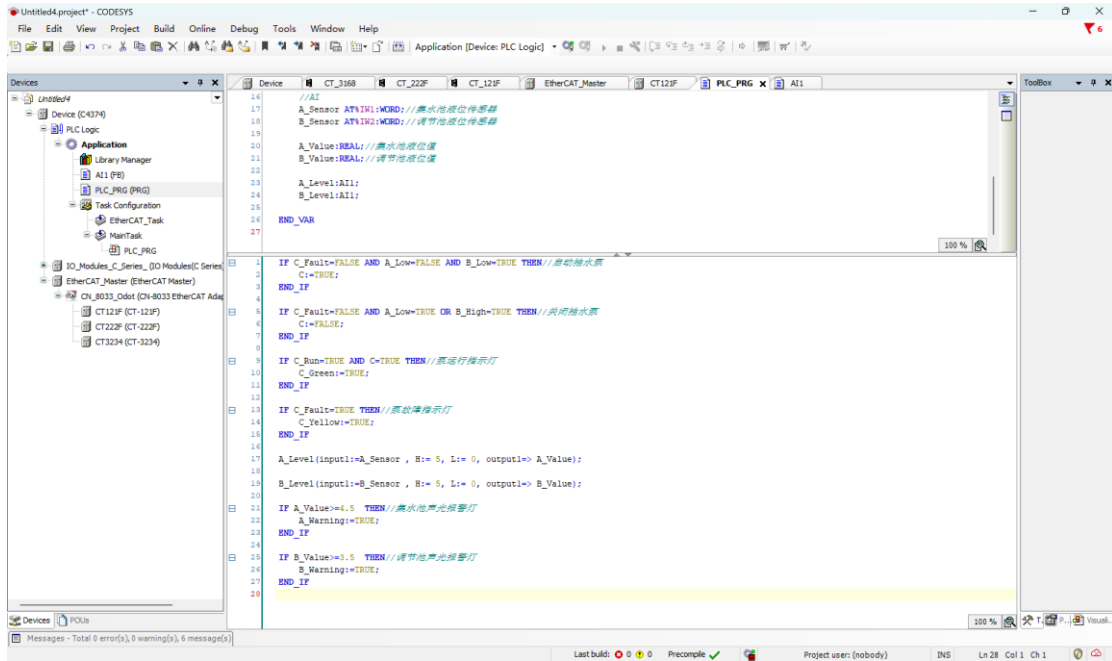 Untitled4.project* - CODESYS
File Edit View Project Build Online Debug Tools Window Help
Application [Device: PLC Logic]
6
Devices
Untitled4
Device (C4374)
PLC Logic
Application
Library Manager
AI1 (FB)
PLC_PRG (PRG)
Task Configuration
EtherCAT_Task
MainTask
PLC_PRG
IO_Modules_C_Series_ (IO Modules(C Series
EtherCAT_Master (EtherCAT Master)
CN_8033_Odot (CN-8033 EtherCAT Adap
CT121F (CT-121F)
CT222F (CT-222F)
CT3234 (CT-3234)
Devices POUs
Device CT_3168 CT_222F CT_121F EtherCAT_Master CT121F PLC_PRG AI1
16 //AI
17 A_Sensor AT%IW1:WORD;//集水池液位传感器
18 B_Sensor AT%IW2:WORD;//调节池液位传感器
19
20 A_Value:REAL;//集水池液位值
21 B_Value:REAL;//调节池液位值
22
23 A_Level:AI1;
24 B_Level:AI1;
25
26 END_VAR
27
100 %
1 IF C_Fault=FALSE AND A_Low=FALSE AND B_Low=TRUE THEN//启动抽水泵
2 C:=TRUE;
3 END_IF
4
5 IF C_Fault=FALSE AND A_Low=TRUE OR B_High=TRUE THEN//关闭抽水泵
6 C:=FALSE;
7 END_IF
8
9 IF C_Run=TRUE AND C=TRUE THEN//泵运行指示灯
10 C_Green:=TRUE;
11 END_IF
12
13 IF C_Fault=TRUE THEN//泵故障指示灯
14 C_Yellow:=TRUE;
15 END_IF
16
17 A_Level(input1:=A_Sensor , H:= 5, L:= 0, output1=> A_Value);
18
19 B_Level(input1:=B_Sensor , H:= 5, L:= 0, output1=> B_Value);
20
21 IF A_Value>=4.5 THEN//集水池声光报警灯
22 A_Warning:=TRUE;
23 END_IF
24
25 IF B_Value>=3.5 THEN//调节池声光报警灯
26 B_Warning:=TRUE;
27 END_IF
28
100 %
ToolBox
T... P... Visuali...
Messages - Total 0 error(s), 0 warning(s), 6 message(s)
Last build: 0 0 Precompile Project user: (nobody) INS Ln 28 Col 1 Ch 1